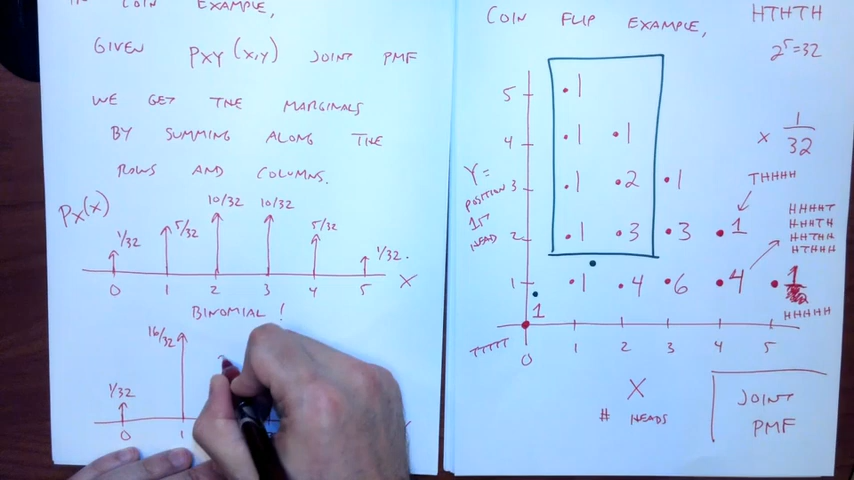 COIN EXAMPLE,
GIVEN PXY (X,Y) JOINT PMF
WE GET THE MARGINALS
BY SUMMING ALONG THE
ROWS AND COLUMNS.
PX(X)
1/32 5/32 10/32 10/32 5/32 1/32.
0 1 2 3 4 5 X
BINOMIAL !
16/32
1/32
0 1
COIN FLIP EXAMPLE,
HTHTH
2^5=32
x 1/32
5 1
4 1 1
Y=
POSITION
1ST
HEAD
3 1 2 1
THHHH
2 1 3 3 1
HHHHT
HHHTH
HHTHH
HTHHH
1 1 4 6 4 1
HHHHH
1
TTTTT
0 1 2 3 4 5
X
# HEADS
JOINT
PMF